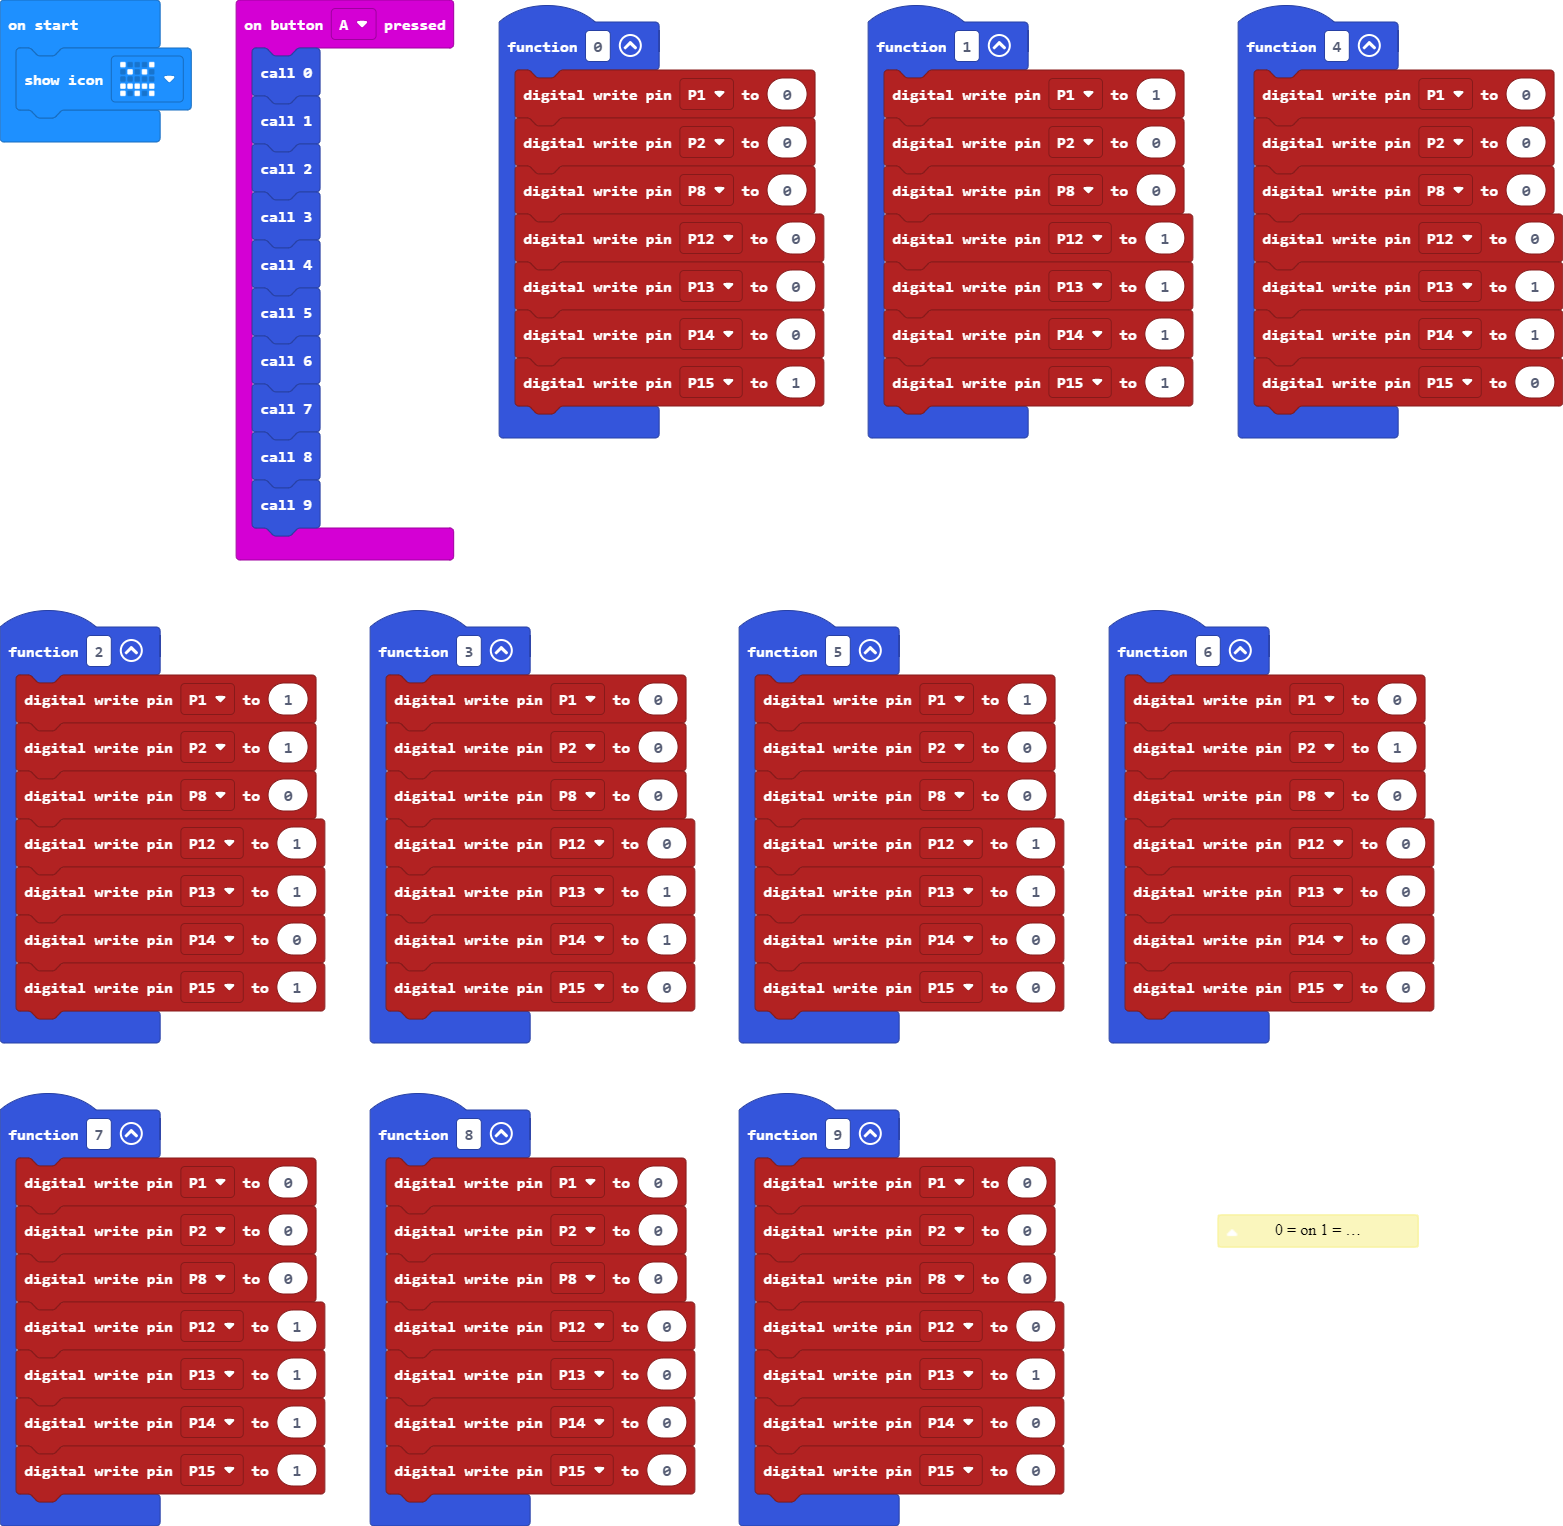 on start
show icon
on button A pressed
call 0
call 1
call 2
call 3
call 4
call 5
call 6
call 7
call 8
call 9
function 0
digital write pin P1 to 0
digital write pin P2 to 0
digital write pin P8 to 0
digital write pin P12 to 0
digital write pin P13 to 0
digital write pin P14 to 0
digital write pin P15 to 1
function 1
digital write pin P1 to 1
digital write pin P2 to 0
digital write pin P8 to 0
digital write pin P12 to 1
digital write pin P13 to 1
digital write pin P14 to 1
digital write pin P15 to 1
function 4
digital write pin P1 to 0
digital write pin P2 to 0
digital write pin P8 to 0
digital write pin P12 to 0
digital write pin P13 to 1
digital write pin P14 to 1
digital write pin P15 to 0
function 2
digital write pin P1 to 1
digital write pin P2 to 1
digital write pin P8 to 0
digital write pin P12 to 1
digital write pin P13 to 1
digital write pin P14 to 0
digital write pin P15 to 1
function 3
digital write pin P1 to 0
digital write pin P2 to 0
digital write pin P8 to 0
digital write pin P12 to 0
digital write pin P13 to 1
digital write pin P14 to 1
digital write pin P15 to 0
function 5
digital write pin P1 to 1
digital write pin P2 to 0
digital write pin P8 to 0
digital write pin P12 to 1
digital write pin P13 to 1
digital write pin P14 to 0
digital write pin P15 to 0
function 6
digital write pin P1 to 0
digital write pin P2 to 1
digital write pin P8 to 0
digital write pin P12 to 0
digital write pin P13 to 0
digital write pin P14 to 0
digital write pin P15 to 0
function 7
digital write pin P1 to 0
digital write pin P2 to 0
digital write pin P8 to 0
digital write pin P12 to 1
digital write pin P13 to 1
digital write pin P14 to 1
digital write pin P15 to 1
function 8
digital write pin P1 to 0
digital write pin P2 to 0
digital write pin P8 to 0
digital write pin P12 to 0
digital write pin P13 to 0
digital write pin P14 to 0
digital write pin P15 to 0
function 9
digital write pin P1 to 0
digital write pin P2 to 0
digital write pin P8 to 0
digital write pin P12 to 0
digital write pin P13 to 1
digital write pin P14 to 0
digital write pin P15 to 0
0 = on 1 = …